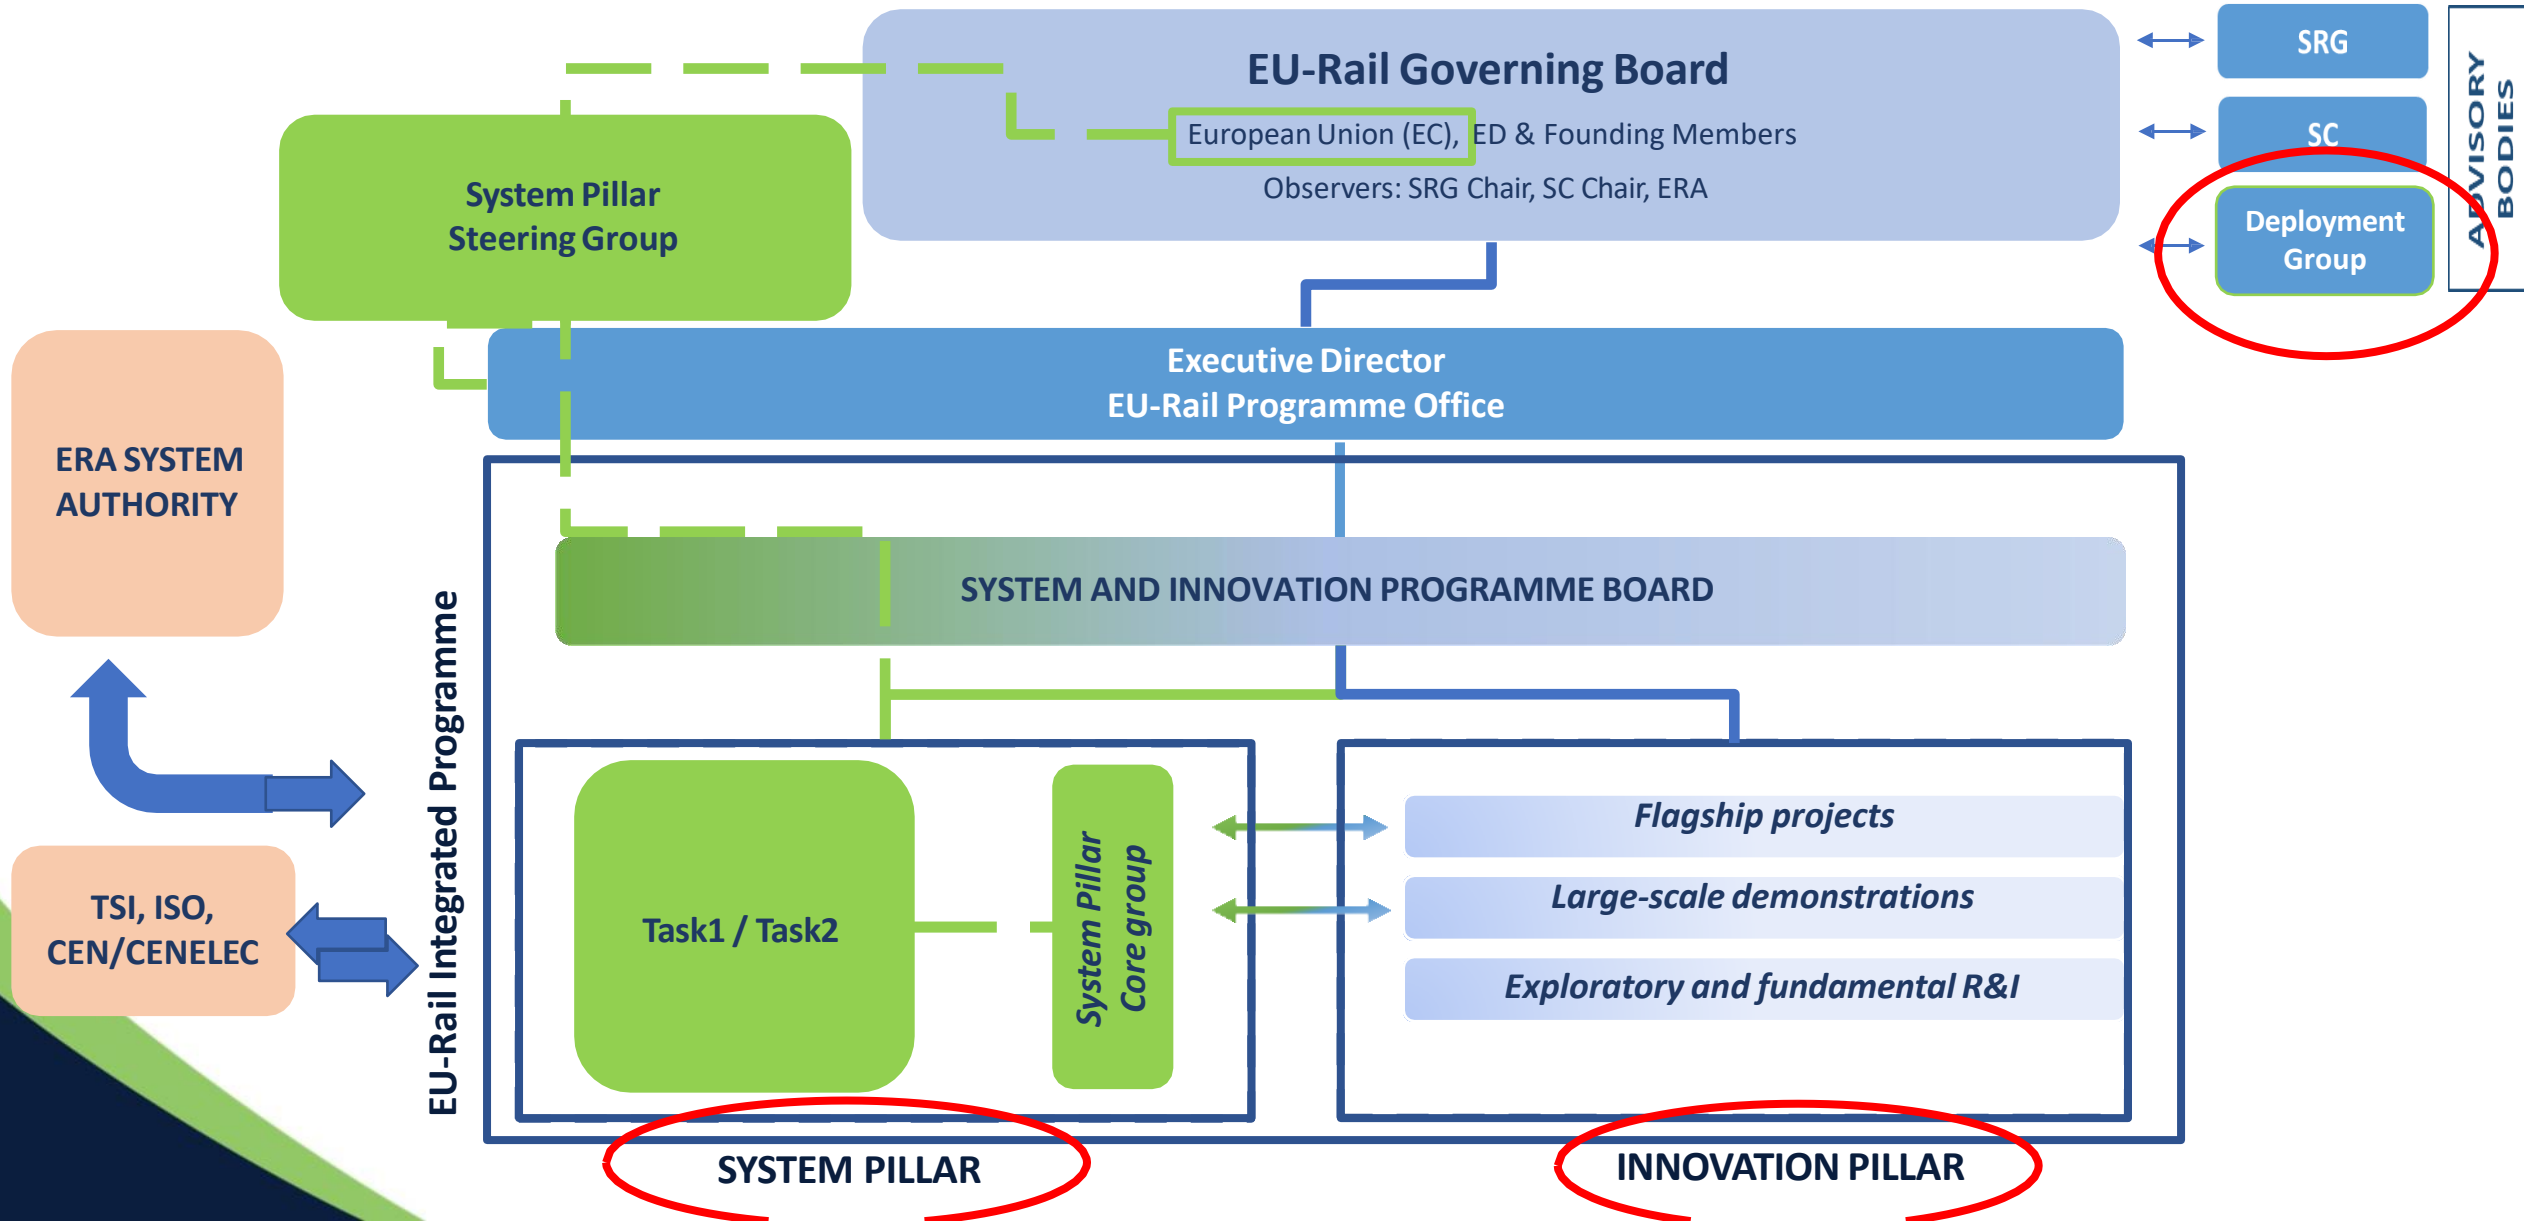 EU-Rail Governing Board
European Union (EC), ED & Founding Members
Observers: SRG Chair, SC Chair, ERA
SRG
SC
Deployment
Group
ADVISORY
BODIES
System Pillar
Steering Group
Executive Director
EU-Rail Programme Office
ERA SYSTEM
AUTHORITY
TSI, ISO,
CEN/CENELEC
EU-Rail Integrated Programme
SYSTEM AND INNOVATION PROGRAMME BOARD
Task1 / Task2
System Pillar
Core group
Flagship projects
Large-scale demonstrations
Exploratory and fundamental R&I
SYSTEM PILLAR
INNOVATION PILLAR